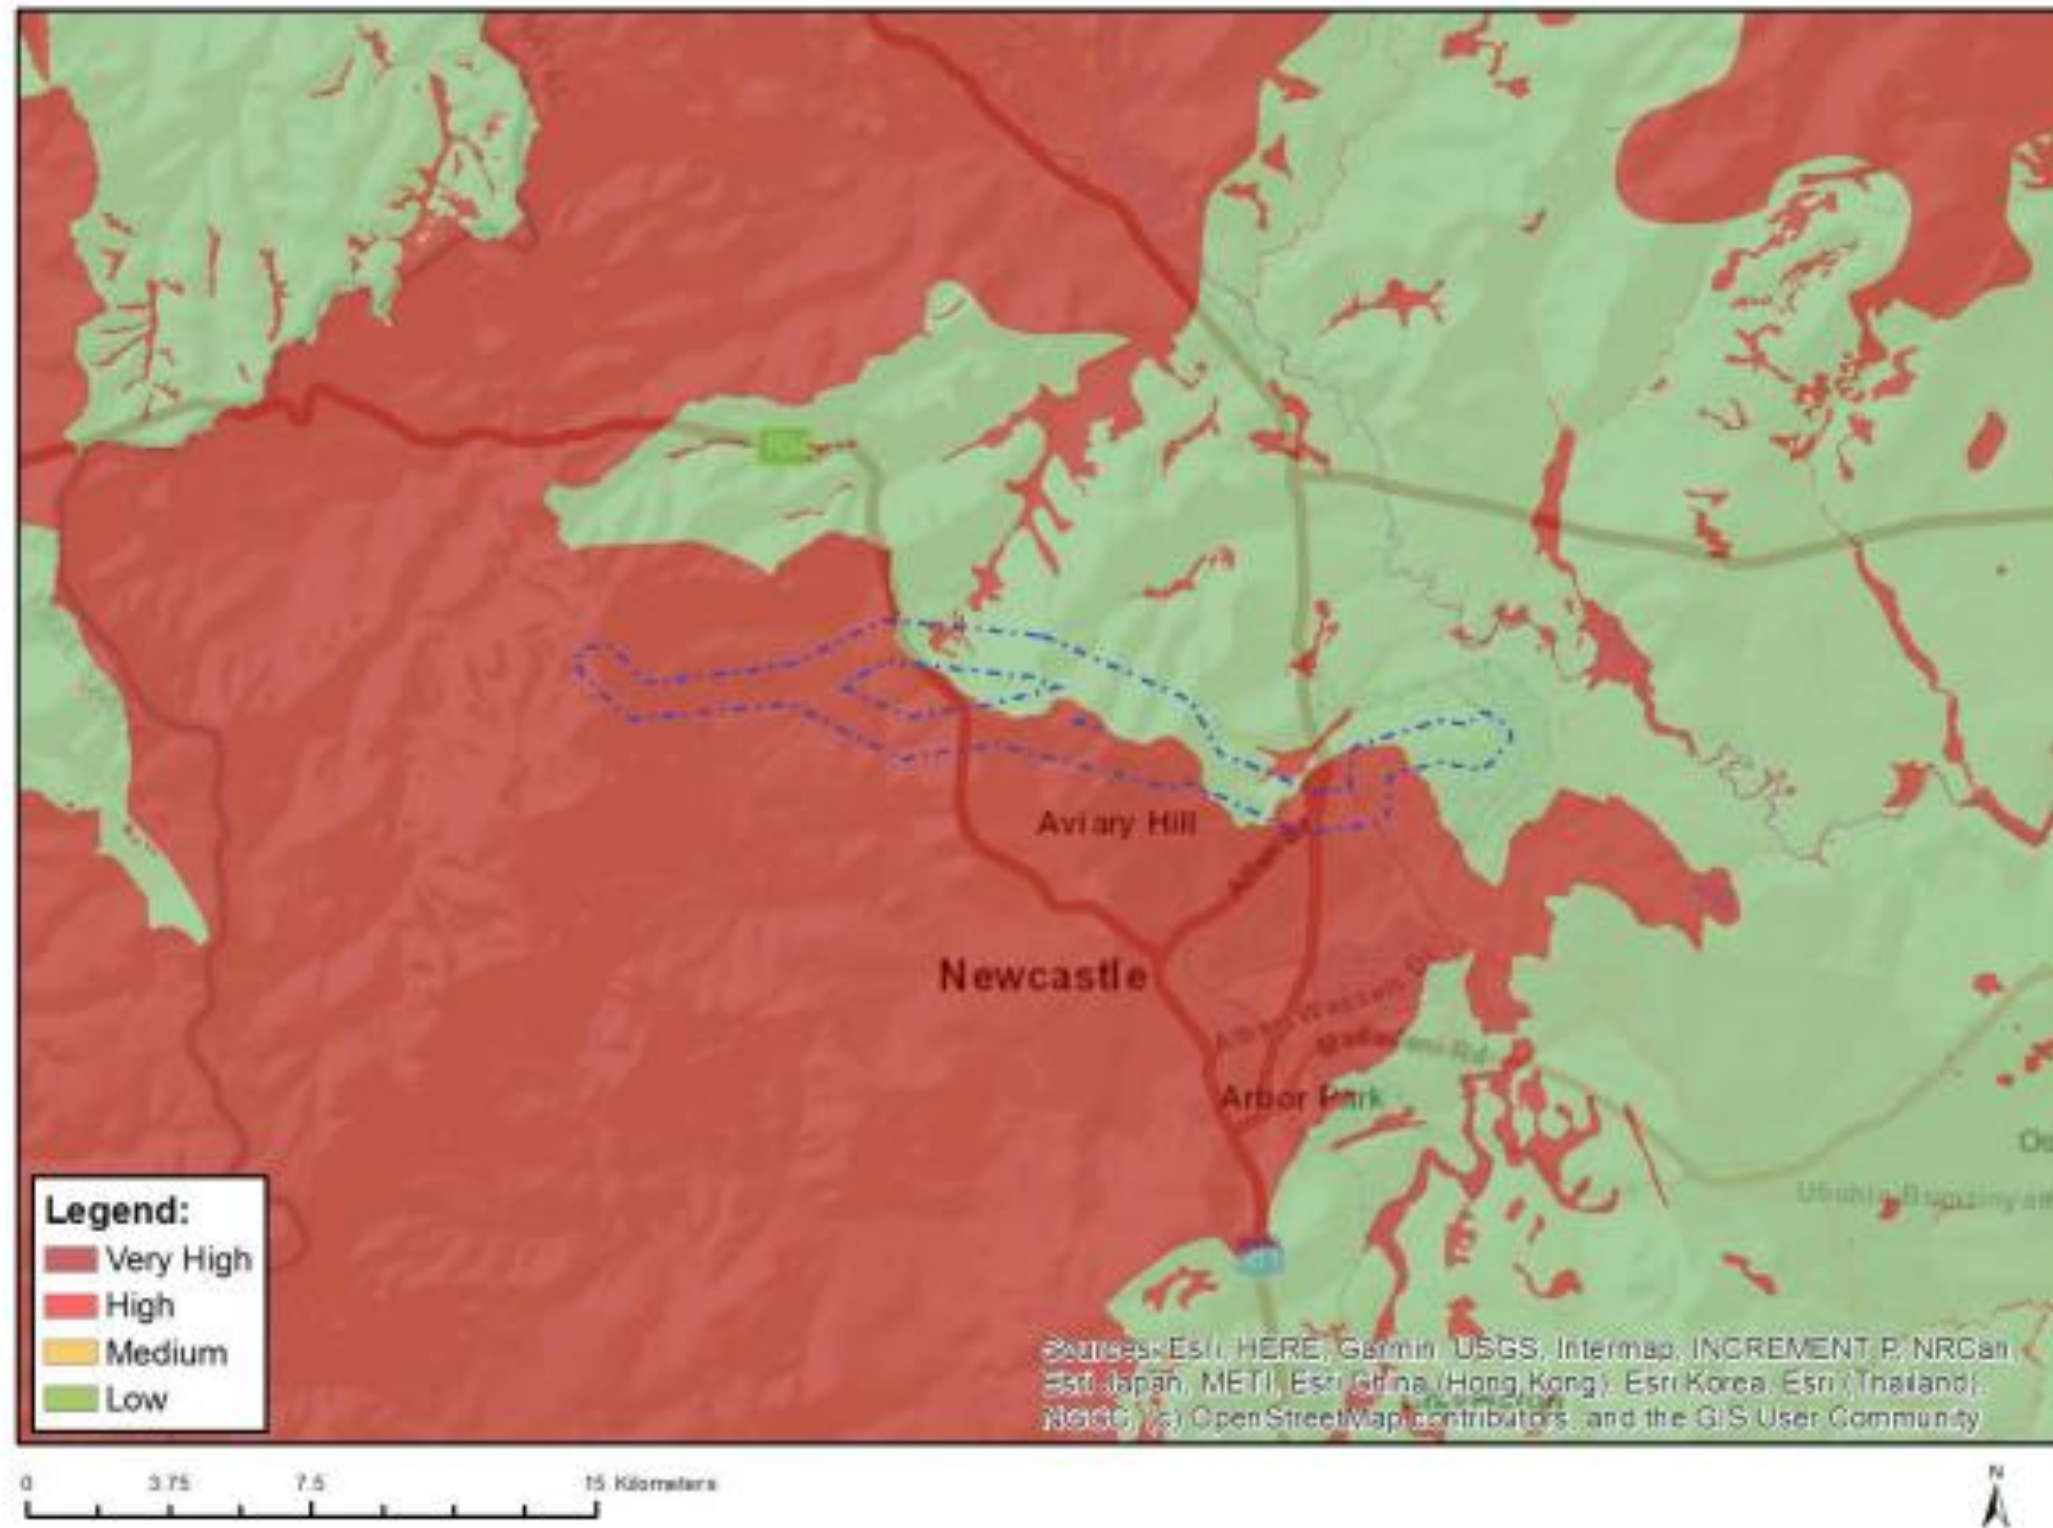 Aviary Hill
Newcastle
Arbor Park
Legend:
Very High
High
Medium
Low
Sources: Esri, HERE, Garmin, USGS, Intermap, INCREMENT P, NRCan,
Esri Japan, METI, Esri China (Hong Kong), Esri Korea, Esri (Thailand),
NGCC, (c) OpenStreetMap contributors, and the GIS User Community
0 3.75 7.5 15 Kilometers
N